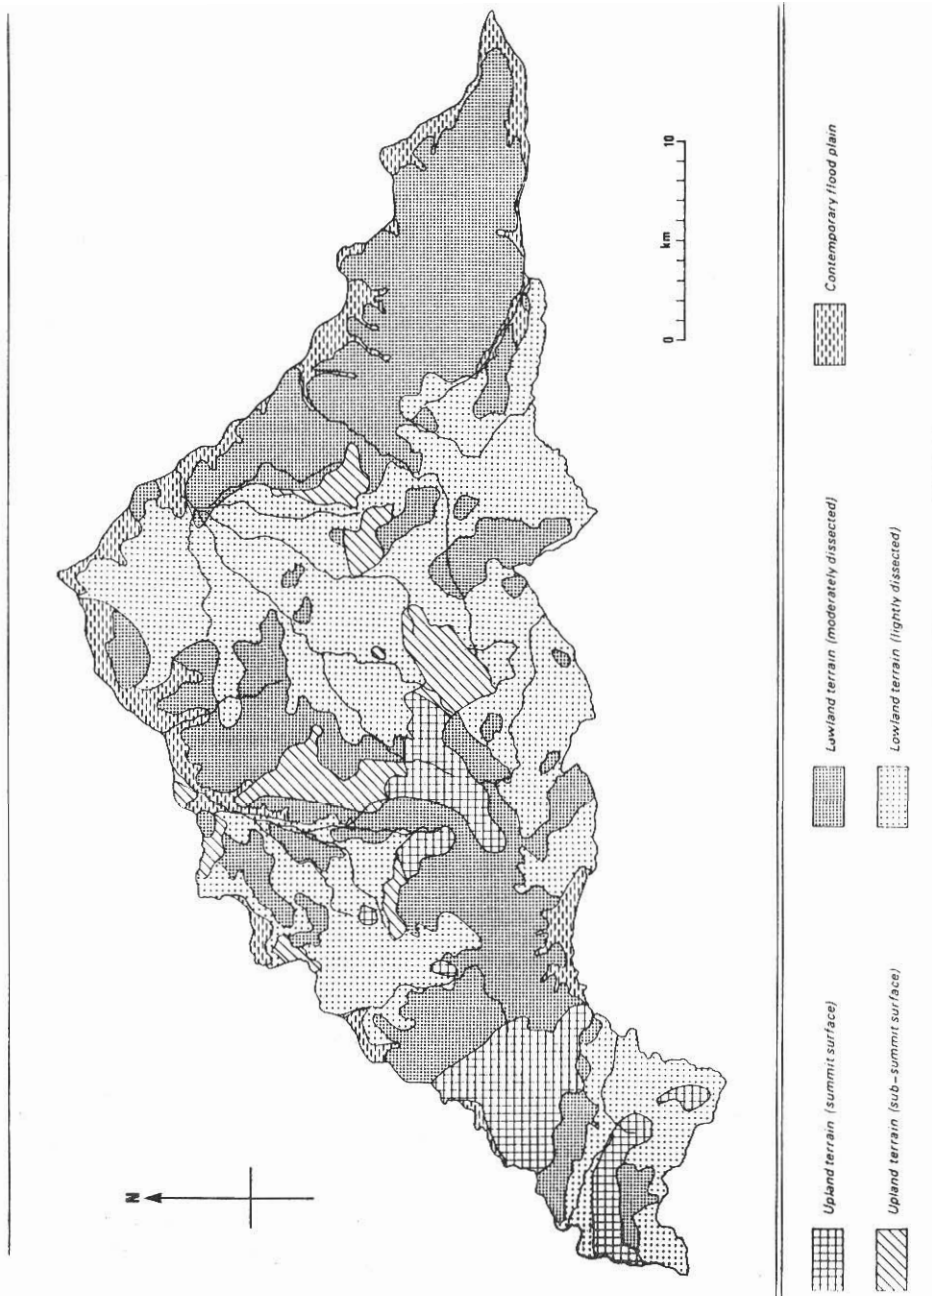 N
0
km
10
Upland terrain (summit surface)
Upland terrain (sub-summit surface)
Lowland terrain (moderately dissected)
Lowland terrain (lightly dissected)
Contemporary flood plain